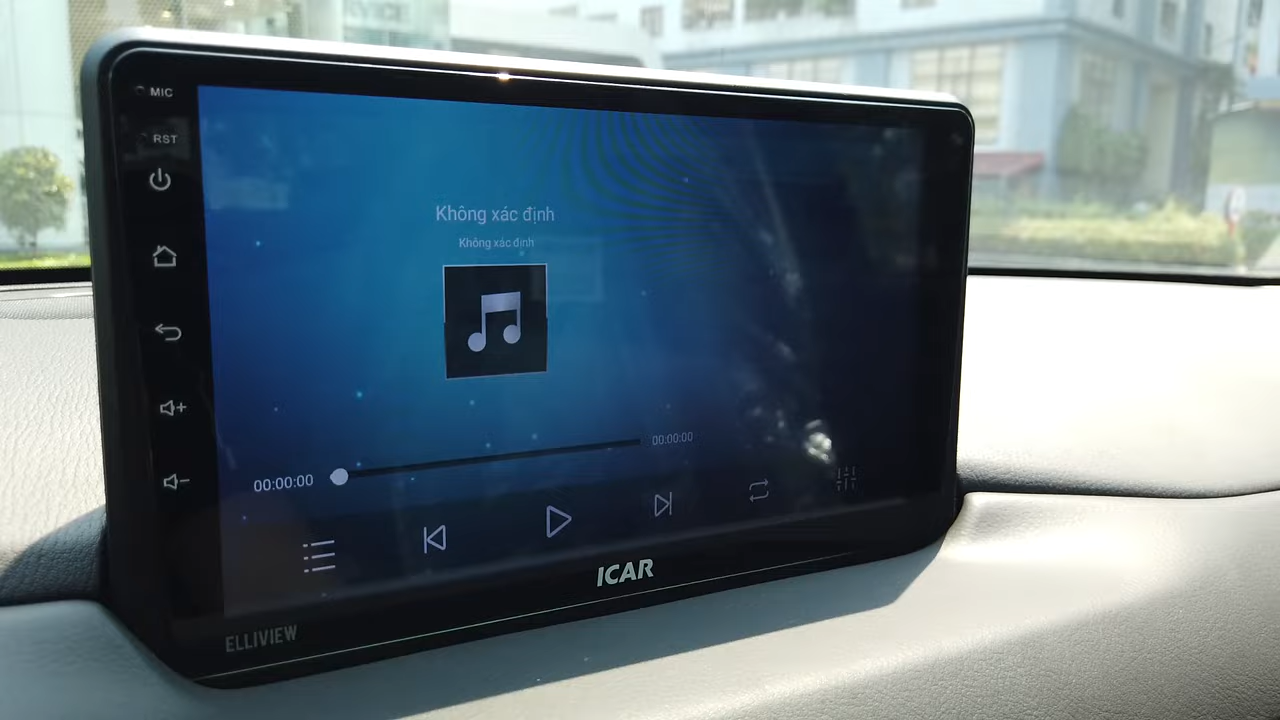 MIC
RST
Không xác định
Không xác định
00:00:00
00:00:00
ICAR
ELLIVIEW